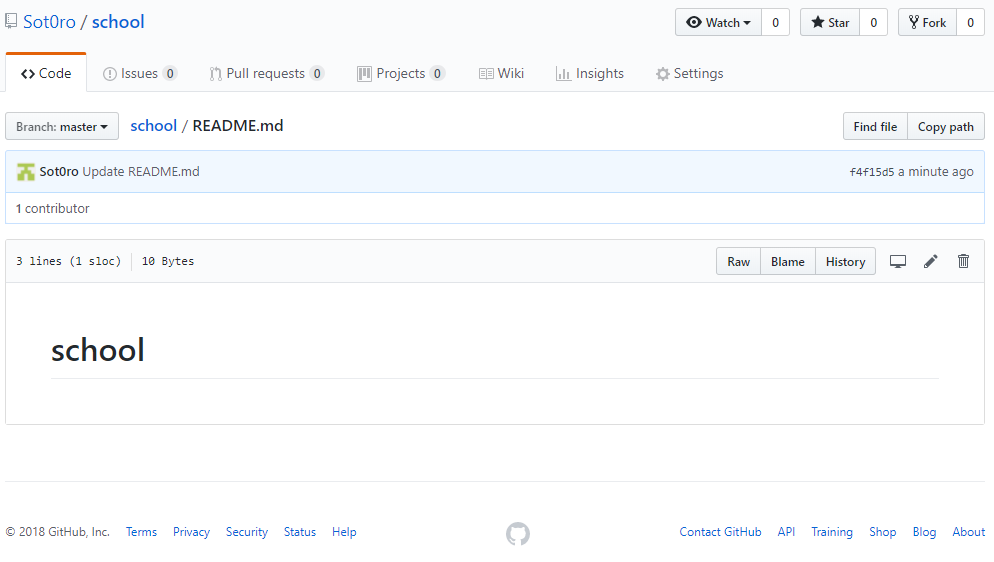 Sot0ro / school
Watch 0 Star 0 Fork 0
Code Issues 0 Pull requests 0 Projects 0 Wiki Insights Settings
Branch: master school / README.md Find file Copy path
Sot0ro Update README.md f4f15d5 a minute ago
1 contributor
3 lines (1 sloc) 10 Bytes Raw Blame History
school
© 2018 GitHub, Inc. Terms Privacy Security Status Help Contact GitHub API Training Shop Blog About